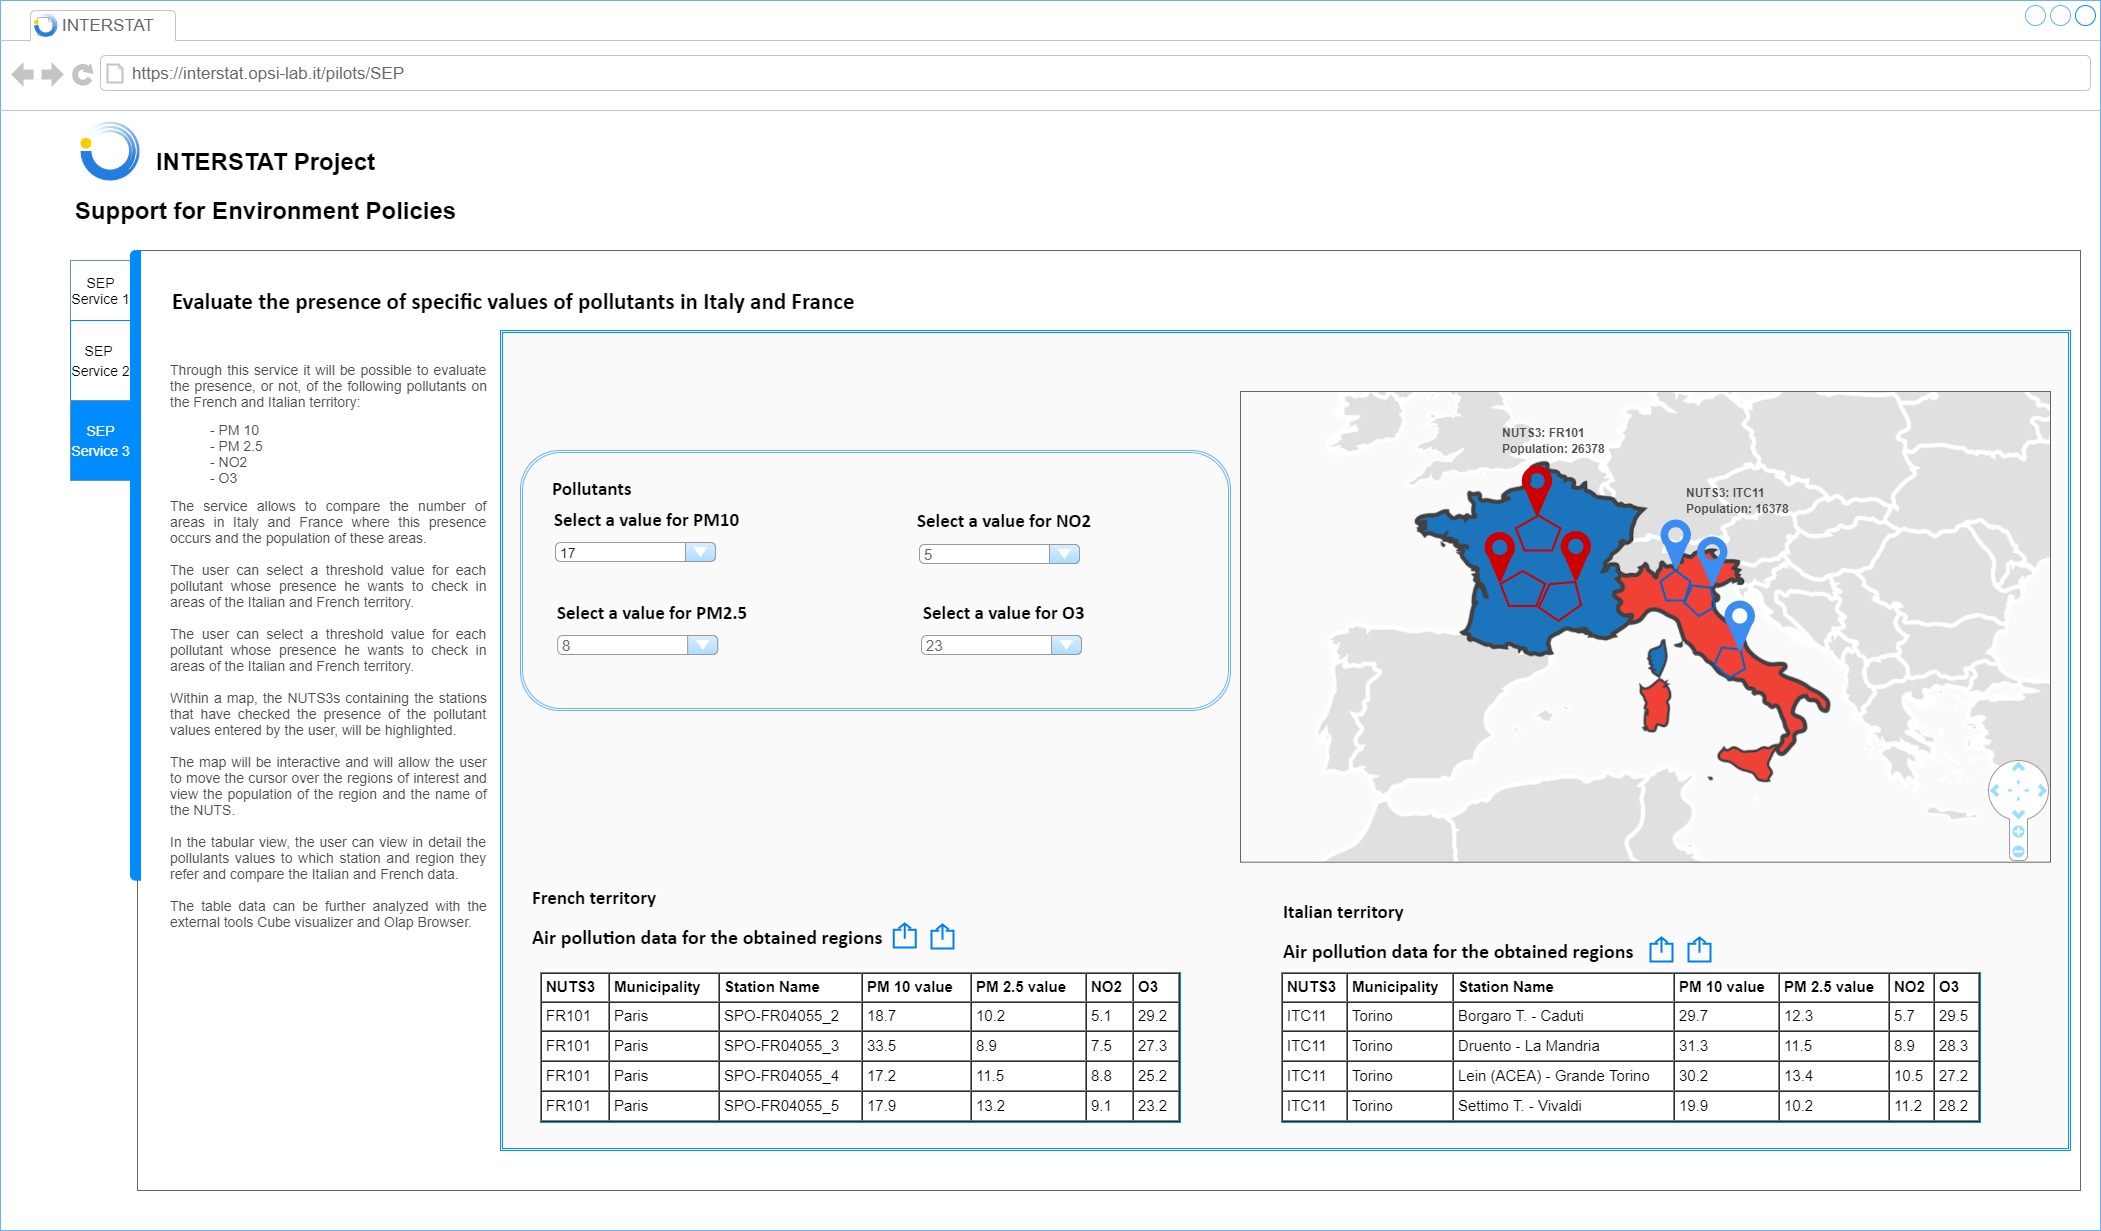 INTERSTAT
https://interstat.opsi-lab.it/pilots/SEP
INTERSTAT Project
Support for Environment Policies
SEP
Service 1
SEP
Service 2
SEP
Service 3
Evaluate the presence of specific values of pollutants in Italy and France
Through this service it will be possible to evaluate
the presence, or not, of the following pollutants on
the French and Italian territory:
- PM 10
- PM 2.5
- NO2
- O3
The service allows to compare the number of
areas in Italy and France where this presence
occurs and the population of these areas.
The user can select a threshold value for each
pollutant whose presence he wants to check in
areas of the Italian and French territory.
The user can select a threshold value for each
pollutant whose presence he wants to check in
areas of the Italian and French territory.
Within a map, the NUTS3s containing the stations
that have checked the presence of the pollutant
values entered by the user, will be highlighted.
The map will be interactive and will allow the user
to move the cursor over the regions of interest and
view the population of the region and the name of
the NUTS.
In the tabular view, the user can view in detail the
pollulants values to which station and region they
refer and compare the Italian and French data.
The table data can be further analyzed with the
external tools Cube visualizer and Olap Browser.
Pollutants
Select a value for PM10
17
Select a value for NO2
5
Select a value for PM2.5
8
Select a value for O3
23
NUTS3: FR101
Population: 26378
NUTS3: ITC11
Population: 16378
French territory
Air pollution data for the obtained regions
NUTS3 Municipality Station Name PM 10 value PM 2.5 value NO2 O3
FR101 Paris SPO-FR04055_2 18.7 10.2 5.1 29.2
FR101 Paris SPO-FR04055_3 33.5 8.9 7.5 27.3
FR101 Paris SPO-FR04055_4 17.2 11.5 8.8 25.2
FR101 Paris SPO-FR04055_5 17.9 13.2 9.1 23.2
Italian territory
Air pollution data for the obtained regions
NUTS3 Municipality Station Name PM 10 value PM 2.5 value NO2 O3
ITC11 Torino Borgaro T. - Caduti 29.7 12.3 5.7 29.5
ITC11 Torino Druento - La Mandria 31.3 11.5 8.9 28.3
ITC11 Torino Lein (ACEA) - Grande Torino 30.2 13.4 10.5 27.2
ITC11 Torino Settimo T. - Vivaldi 19.9 10.2 11.2 28.2